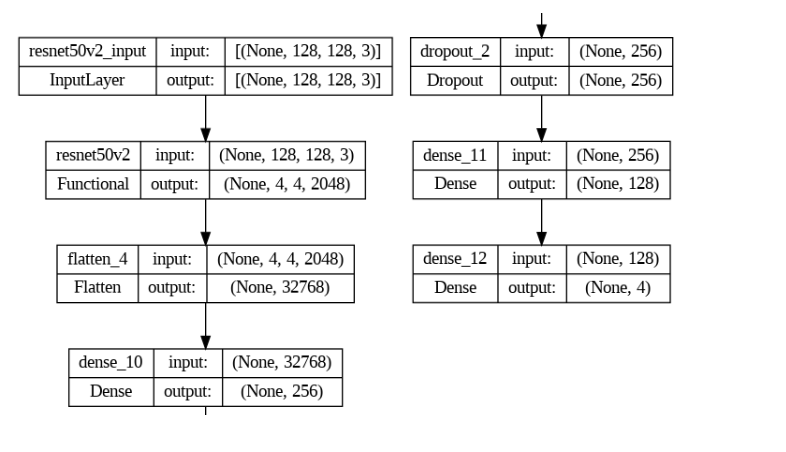 resnet50v2_input input: [(None, 128, 128, 3)]
InputLayer output: [(None, 128, 128, 3)]
resnet50v2 input: (None, 128, 128, 3)
Functional output: (None, 4, 4, 2048)
flatten_4 input: (None, 4, 4, 2048)
Flatten output: (None, 32768)
dense_10 input: (None, 32768)
Dense output: (None, 256)
dropout_2 input: (None, 256)
Dropout output: (None, 256)
dense_11 input: (None, 256)
Dense output: (None, 128)
dense_12 input: (None, 128)
Dense output: (None, 4)